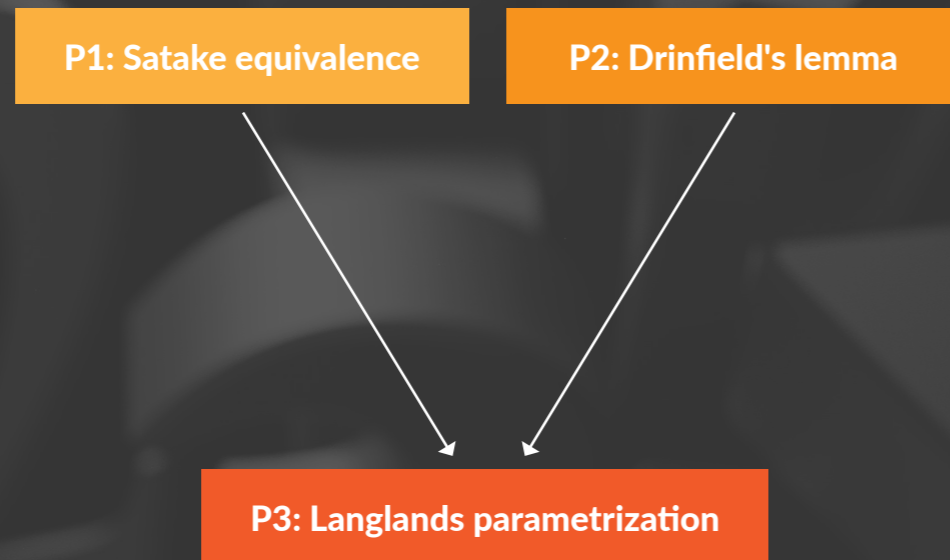 P1: Satake equivalence
P2: Drinfield's lemma
P3: Langlands parametrization